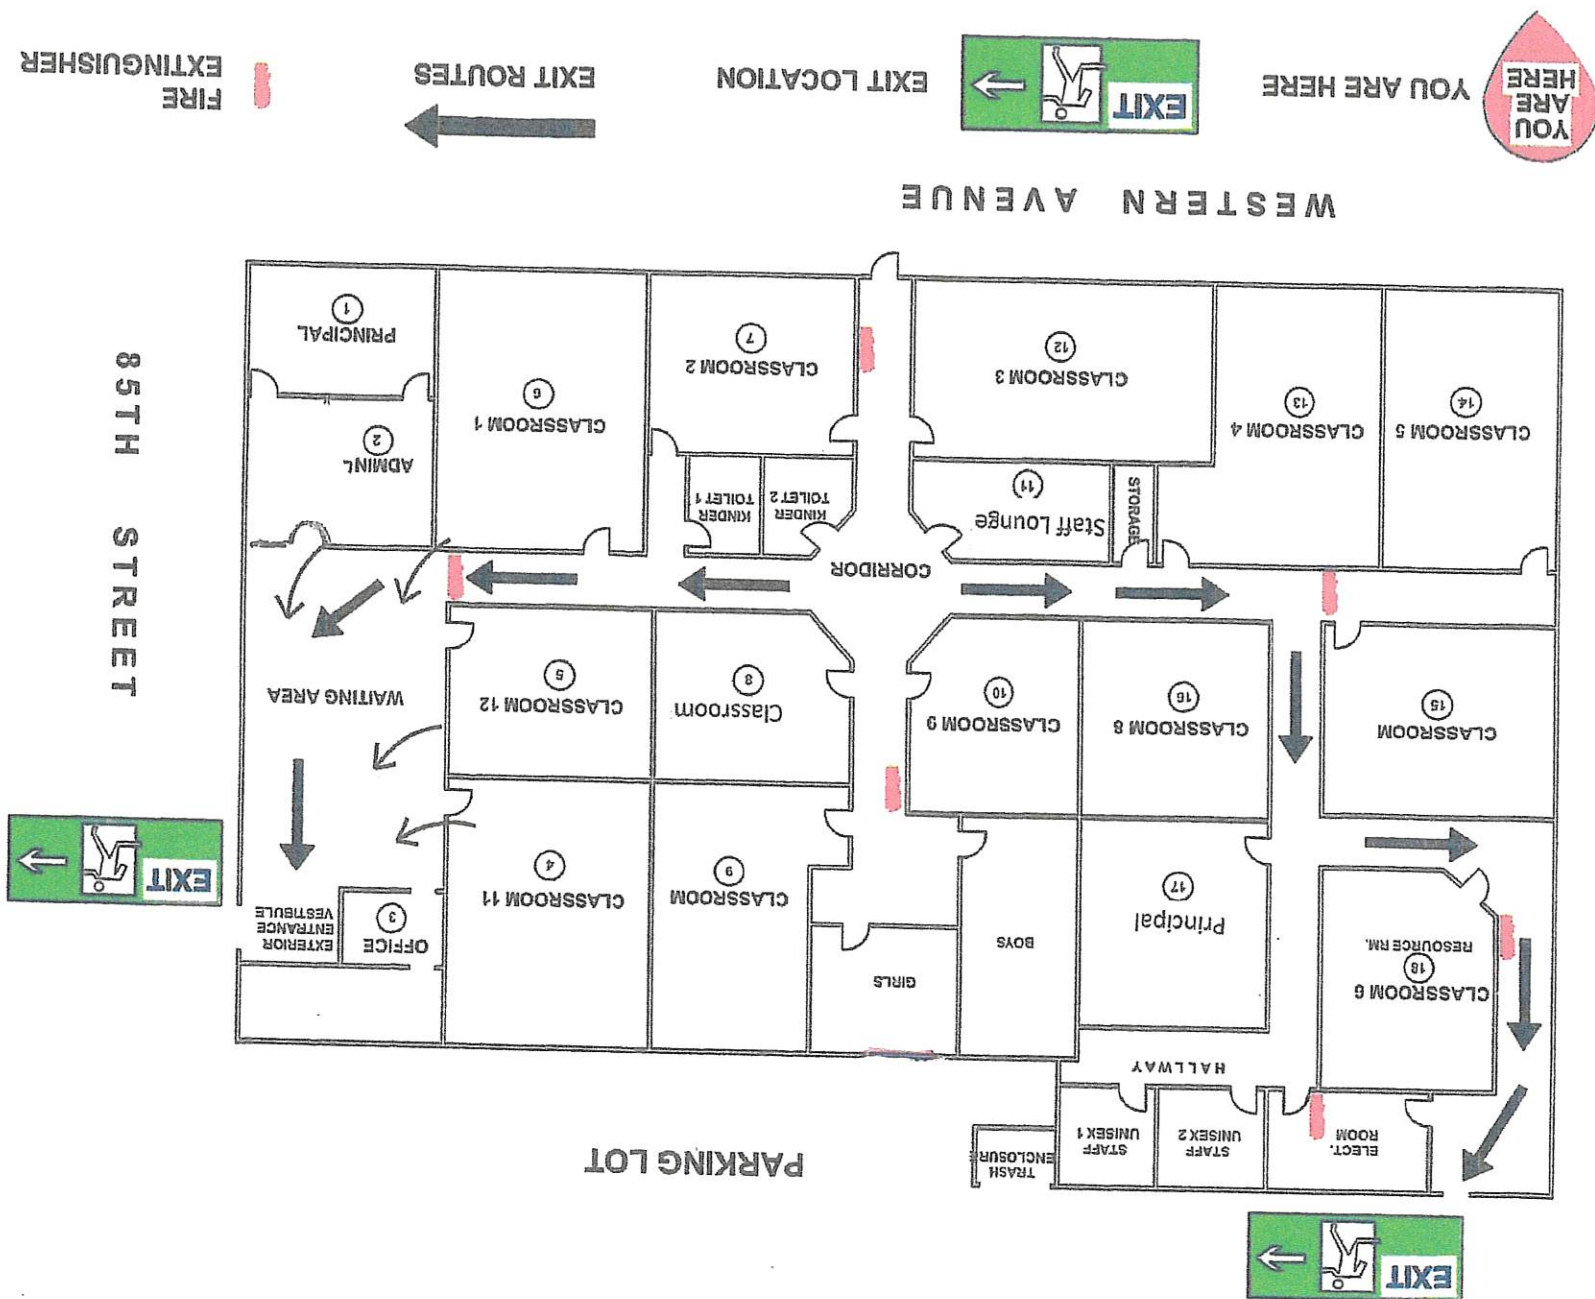 EXIT
PARKING LOT
TRASH
ENCLOSURE
STAFF
UNISEX 1
STAFF
UNISEX 2
ELECT.
ROOM
HALLWAY
EXTERIOR
ENTRANCE
VESTIBULE
OFFICE
3
CLASSROOM 11
4
CLASSROOM
9
GIRLS
BOYS
Principal
17
CLASSROOM 6
18
RESOURCE RM.
EXIT
WAITING AREA
CLASSROOM 12
5
Classroom
8
CLASSROOM 9
10
CLASSROOM 8
16
CLASSROOM
15
85TH STREET
CORRIDOR
ADMIN'L
2
PRINCIPAL
1
CLASSROOM 1
6
KINDER
TOILET 1
KINDER
TOILET 2
CLASSROOM 2
7
Staff Lounge
11
STORAGE
CLASSROOM 3
12
CLASSROOM 4
13
CLASSROOM 5
14
WESTERN AVENUE
YOU
ARE
HERE
YOU ARE HERE
EXIT
EXIT LOCATION
EXIT ROUTES
FIRE
EXTINGUISHER